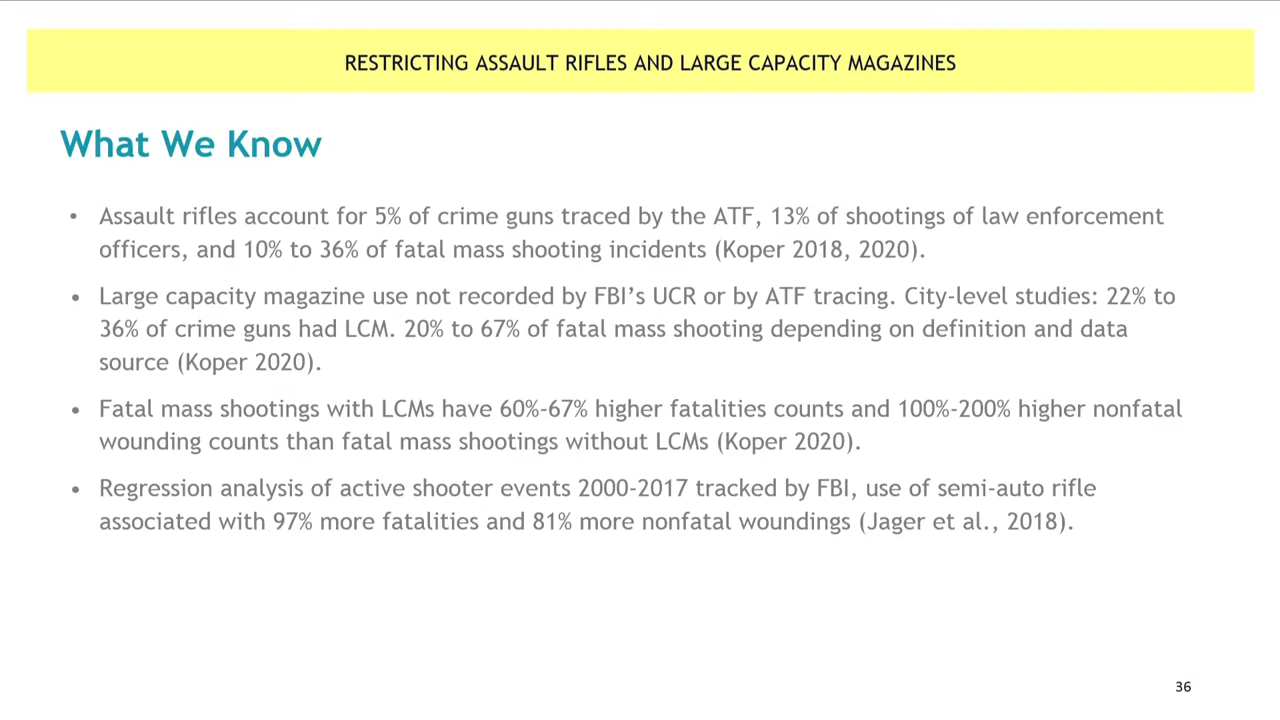 RESTRICTING ASSAULT RIFLES AND LARGE CAPACITY MAGAZINES
What We Know
• Assault rifles account for 5% of crime guns traced by the ATF, 13% of shootings of law enforcement
officers, and 10% to 36% of fatal mass shooting incidents (Koper 2018, 2020).
• Large capacity magazine use not recorded by FBI’s UCR or by ATF tracing. City-level studies: 22% to
36% of crime guns had LCM. 20% to 67% of fatal mass shooting depending on definition and data
source (Koper 2020).
• Fatal mass shootings with LCMs have 60%-67% higher fatalities counts and 100%-200% higher nonfatal
wounding counts than fatal mass shootings without LCMs (Koper 2020).
• Regression analysis of active shooter events 2000-2017 tracked by FBI, use of semi-auto rifle
associated with 97% more fatalities and 81% more nonfatal woundings (Jager et al., 2018).
36